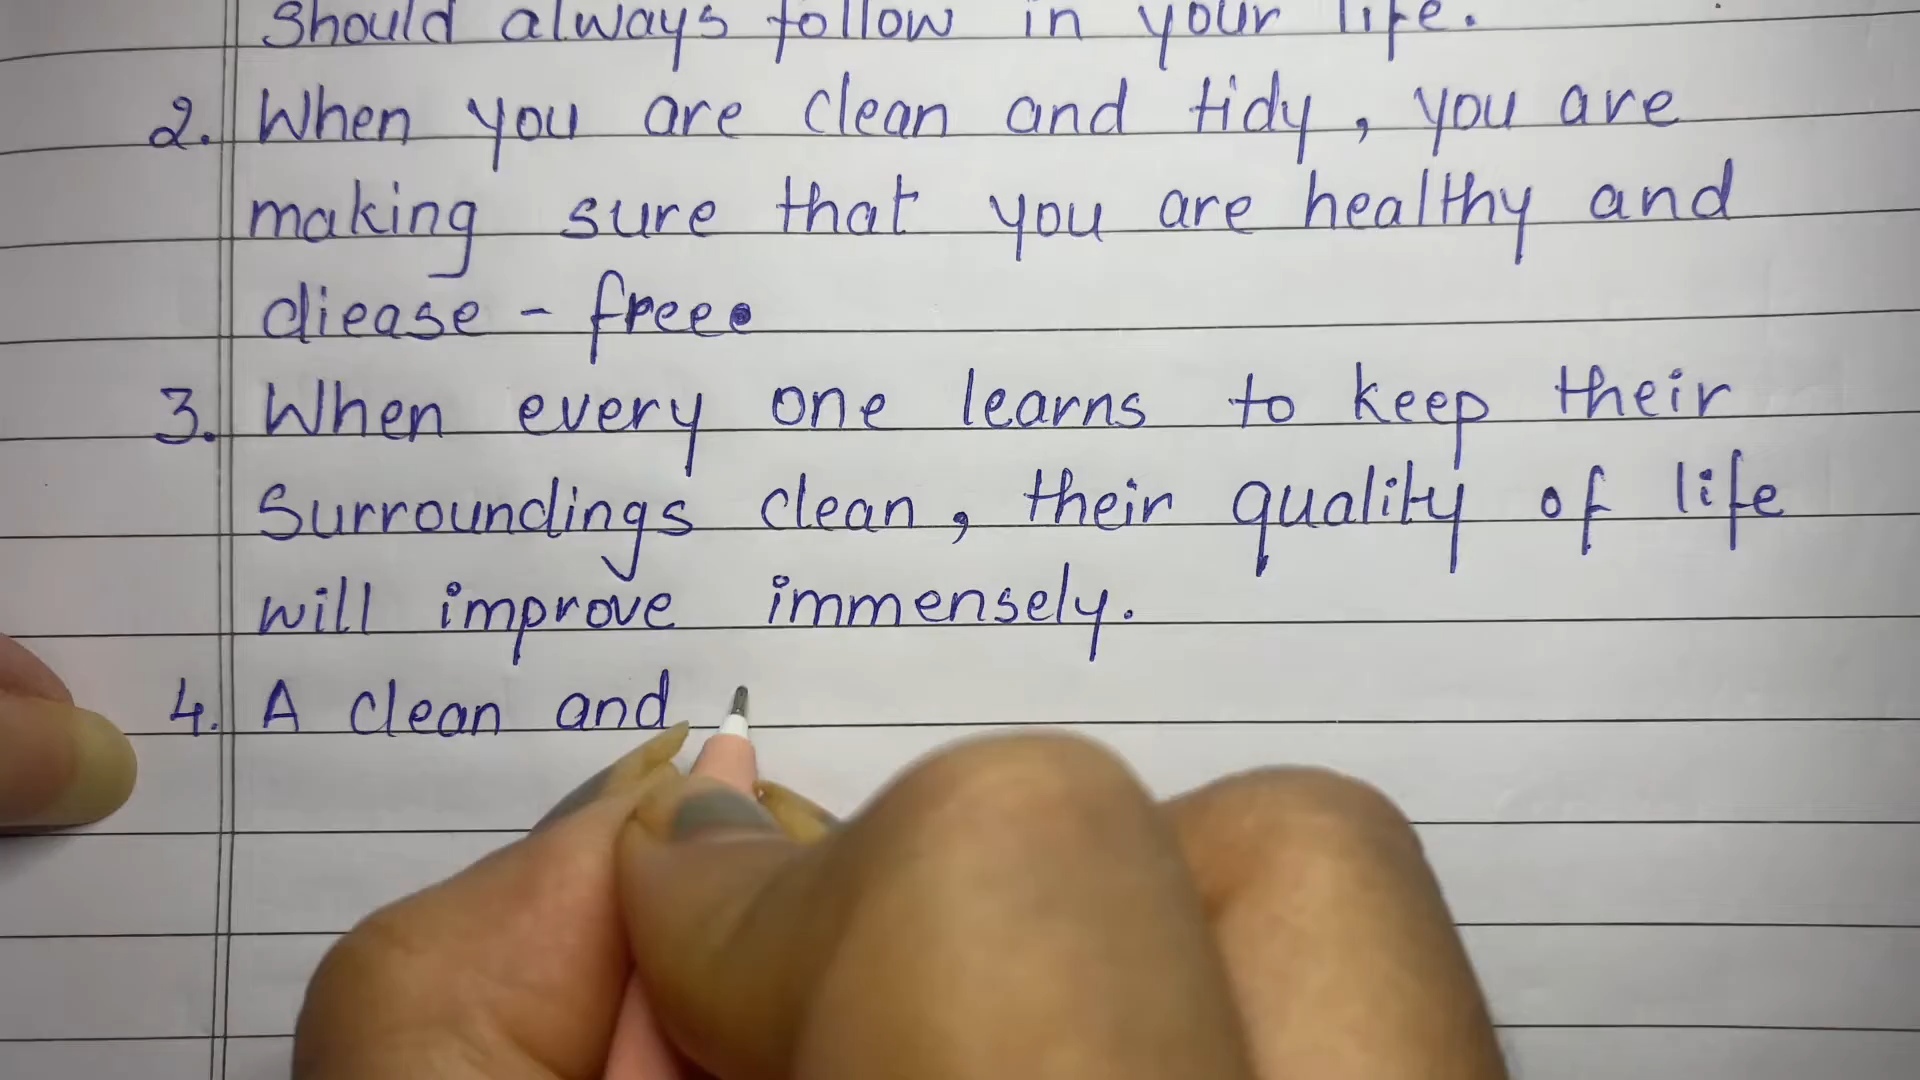 should always follow in your life.
2. When you are clean and tidy, you are
making sure that you are healthy and
diease - free.
3. When every one learns to keep their
surroundings clean, their quality of life
will improve immensely.
4. A clean and